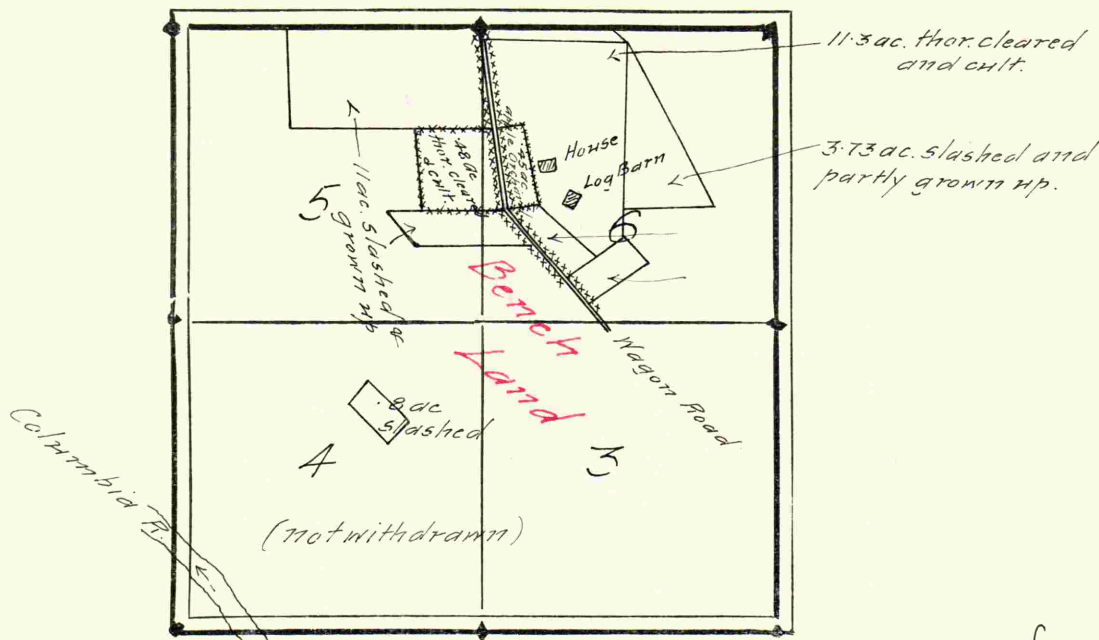 11.3 ac. thor. cleared
and cult.
3.73 ac. slashed and
partly grown up.
.48 ac
thor. cleared
& cult.
.25 ac.
House
Log Barn
11 ac. slashed &
grown up
5
6
Bench
Land
Wagon Road
.8 ac
slashed
4
3
(not withdrawn)
Columbia R.